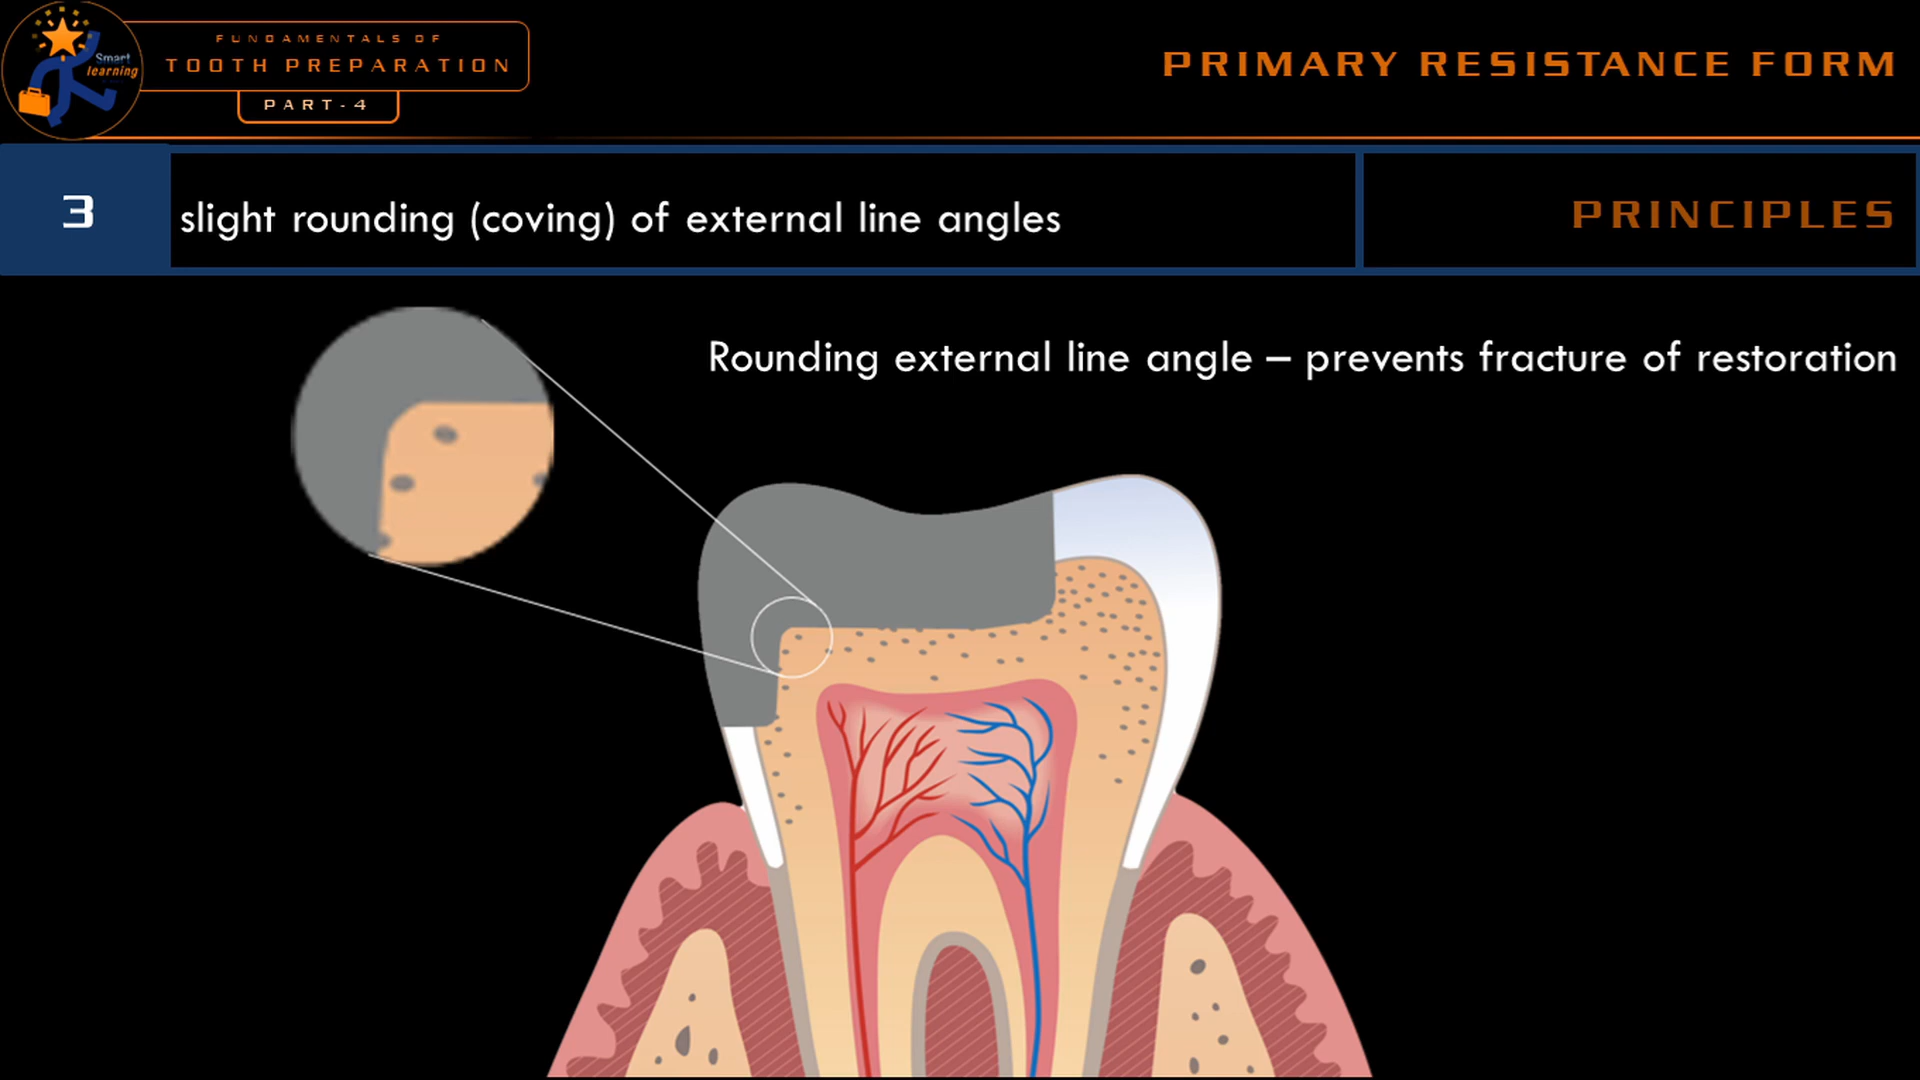 Smart
learning
FUNDAMENTALS OF
TOOTH PREPARATION
PART-4
PRIMARY RESISTANCE FORM
3
slight rounding (coving) of external line angles
PRINCIPLES
Rounding external line angle – prevents fracture of restoration